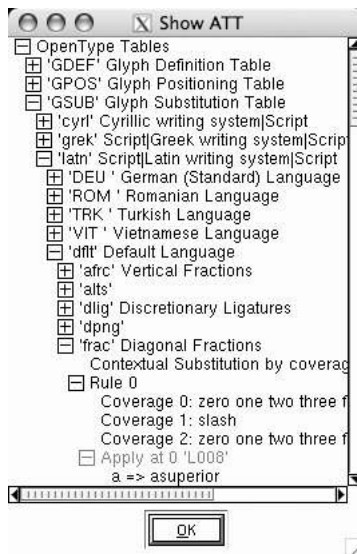 Show ATT
OpenType Tables
'GDEF' Glyph Definition Table
'GPOS' Glyph Positioning Table
'GSUB' Glyph Substitution Table
'cyrl' Cyrillic writing system|Script
'grek' Script|Greek writing system|Script
'latn' Script|Latin writing system|Script
'DEU ' German (Standard) Language
'ROM ' Romanian Language
'TRK ' Turkish Language
'VIT ' Vietnamese Language
'dflt' Default Language
'afrc' Vertical Fractions
'alts'
'dlig' Discretionary Ligatures
'dpng'
'frac' Diagonal Fractions
Contextual Substitution by coverag
Rule 0
Coverage 0: zero one two three f
Coverage 1: slash
Coverage 2: zero one two three f
Apply at 0 'L008'
a => asuperior
OK